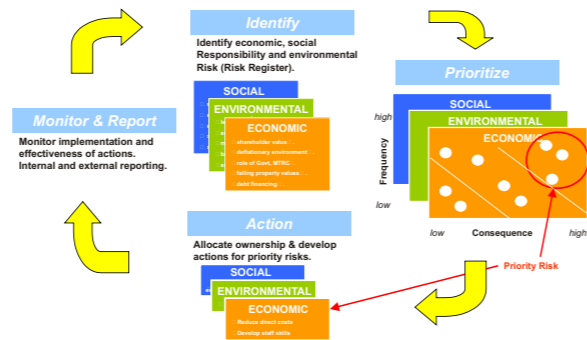 Identify
Identify economic, social
Responsibility and environmental
Risk (Risk Register).
SOCIAL
ENVIRONMENTAL
ECONOMIC
shareholder value
deflationary environment
role of Govt, MTRC
falling property values
debt financing
Prioritize
SOCIAL
ENVIRONMENTAL
ECONOMIC
high
Frequency
low
low
Consequence
high
Priority Risk
Action
Allocate ownership & develop
actions for priority risks.
SOCIAL
ENVIRONMENTAL
ECONOMIC
Reduce direct costs
Develop staff skills
Monitor & Report
Monitor implementation and
effectiveness of actions.
Internal and external reporting.